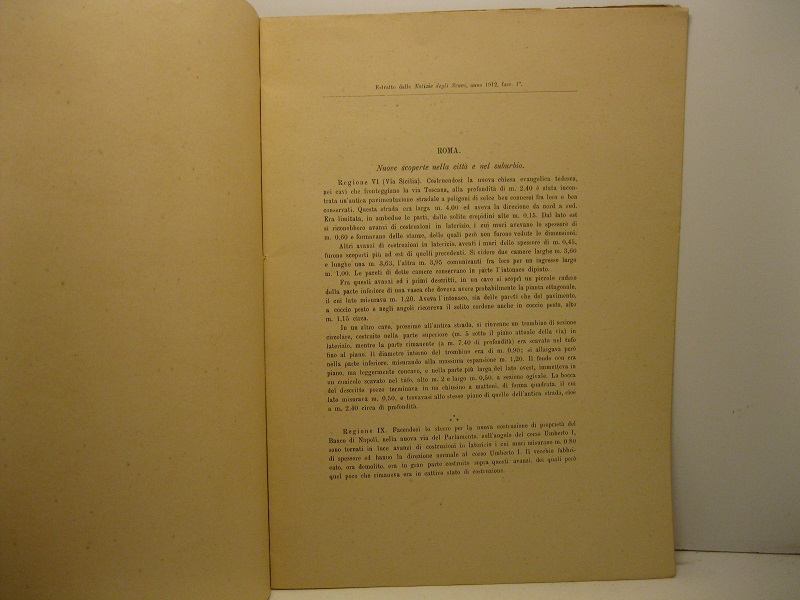 Estratto dalle Notizie degli Scavi, anno 1912, fasc. 1°.
ROMA.
Nuove scoperte nella città e nel suburbio.
Regione VI (Via Sicilia). Costruendosi la nuova chiesa evangelica tedesca,
nei cavi che fronteggiano la via Toscana, alla profondità di m. 2.40 è stata incon-
trata un'antica pavimentazione stradale a poligoni di selce ben connessi fra loro e ben
conservati. Questa strada era larga m. 4,00 ed aveva la direzione da nord a sud.
Era limitata, in ambedue le parti, dalle solite crepidini alte m. 0,15. Dal lato est
si riconobbero avanzi di costruzioni in laterizio, i cui muri avevano lo spessore di
m. 0,60 e formavano delle stanze, delle quali però non furono vedute le dimensioni.
Altri avanzi di costruzioni in laterizio, aventi i muri dello spessore di m. 0,45,
furono scoperti più ad est di quelli precedenti. Si videro due camere larghe m. 3,66
e lunghe una m. 3,63, l'altra m. 3,95 comunicanti fra loro per un ingresso largo
m. 1,00. Le pareti di dette camere conservano in parte l'intonaco dipinto.
Fra questi avanzi ed i primi descritti, in un cavo si scoprì un piccolo rudere
della parte inferiore di una vasca che doveva avere probabilmente la pianta ottagonale,
il cui lato misurava m. 1,20. Aveva l'intonaco, sia delle pareti che del pavimento,
a coccio pesto e negli angoli ricorreva il solito cordone anche in coccio pesto, alto
m. 1,15 circa.
In un altro cavo, prossimo all'antica strada, si rinvenne un trombino di sezione
circolare, costruito nella parte superiore (m. 5 sotto il piano attuale della via) in
laterizio, mentre la parte rimanente (a m. 7.40 di profondità) era scavata nel tufo
fino al piano. Il diametro interno del trombino era di m. 0,90; si allargava però
nella parte inferiore, misurando alla massima espansione m. 1,20. Il fondo non era
piano, ma leggermente concavo, e nella parte più larga del lato ovest, immetteva in
un cunicolo scavato nel tufo, alto m. 2 e largo m. 0,50, a sezione ogivale. La bocca
del descritto pozzo terminava in un chiusino a mattoni, di forma quadrata, il cui
lato misurava m. 0,50, e trovavasi allo stesso piano di quello dell'antica strada, cioè
a m. 2.40 circa di profondità.
Regione IX. Facendosi lo sterro per la nuova costruzione di proprietà del
Banco di Napoli, nella nuova via del Parlamento, sull'angolo del corso Umberto I,
sono tornati in luce avanzi di costruzioni in laterizio i cui muri misurano m. 0.80
di spessore ed hanno la direzione normale al corso Umberto I. Il vecchio fabbri-
cato, ora demolito, era in gran parte costruito sopra questi avanzi, dei quali però
quel poco che rimaneva era in cattivo stato di costruzione.